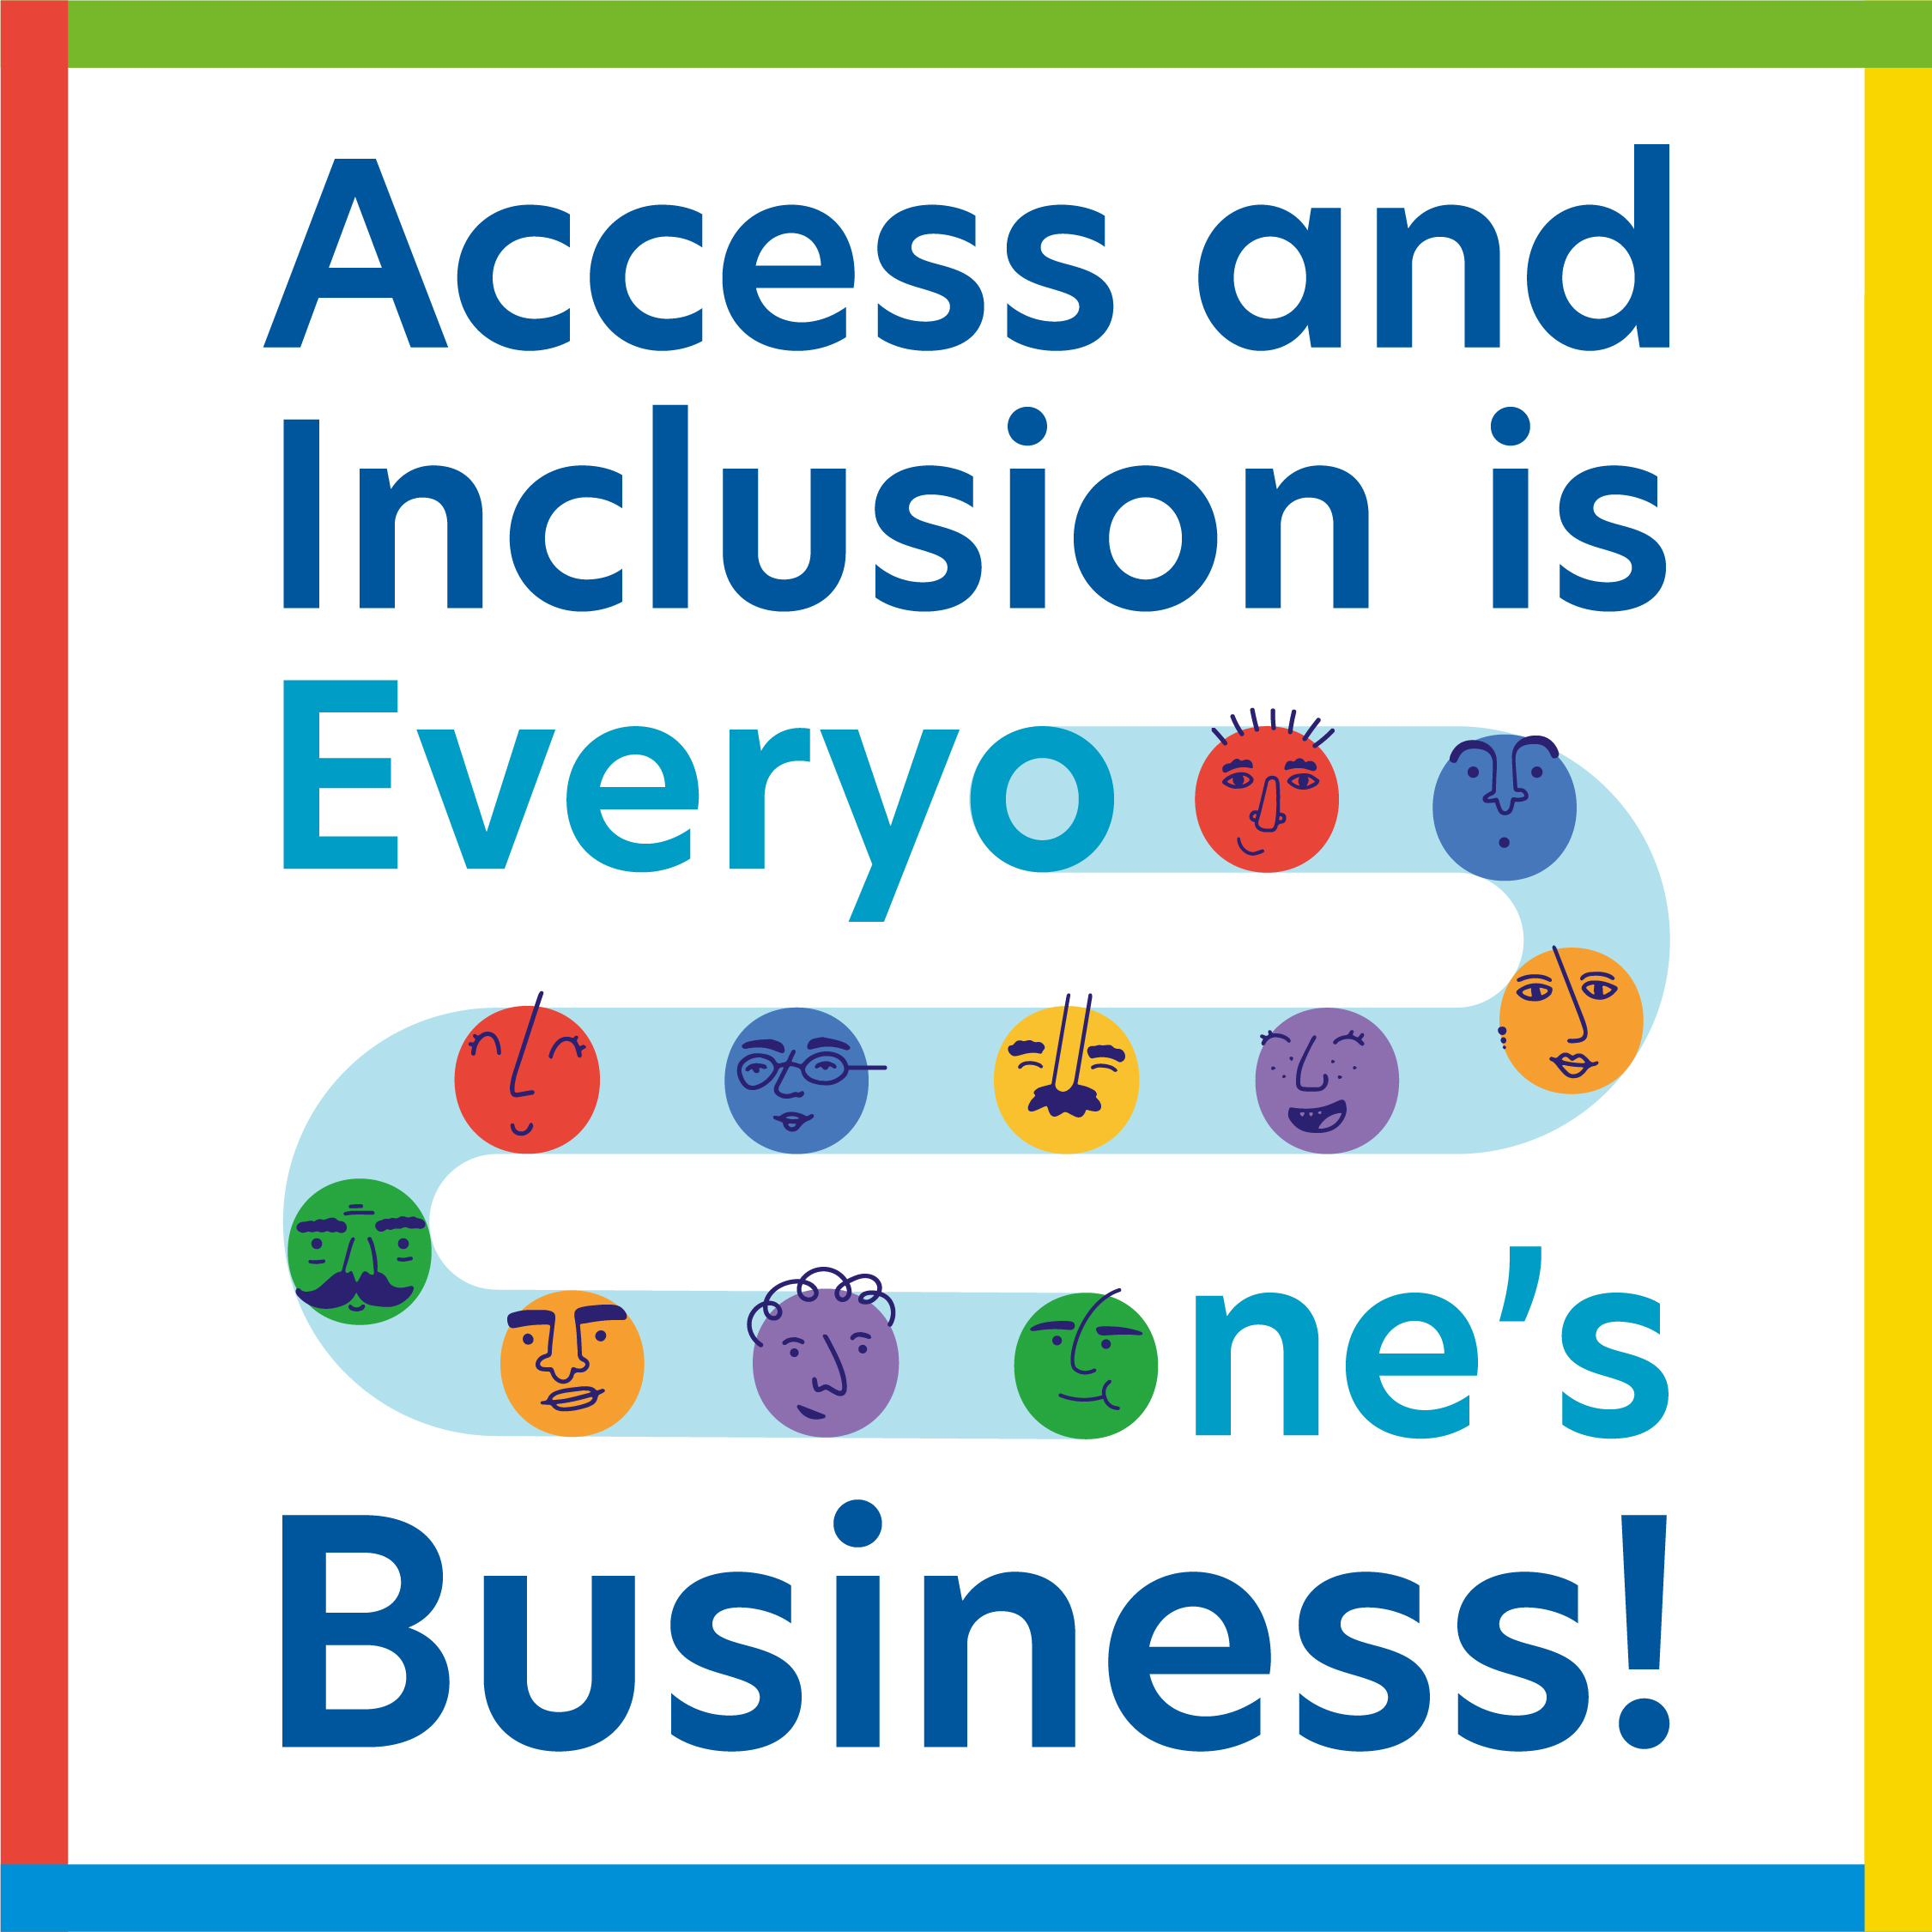 Access and
Inclusion is
Everyo
ne's
Business!